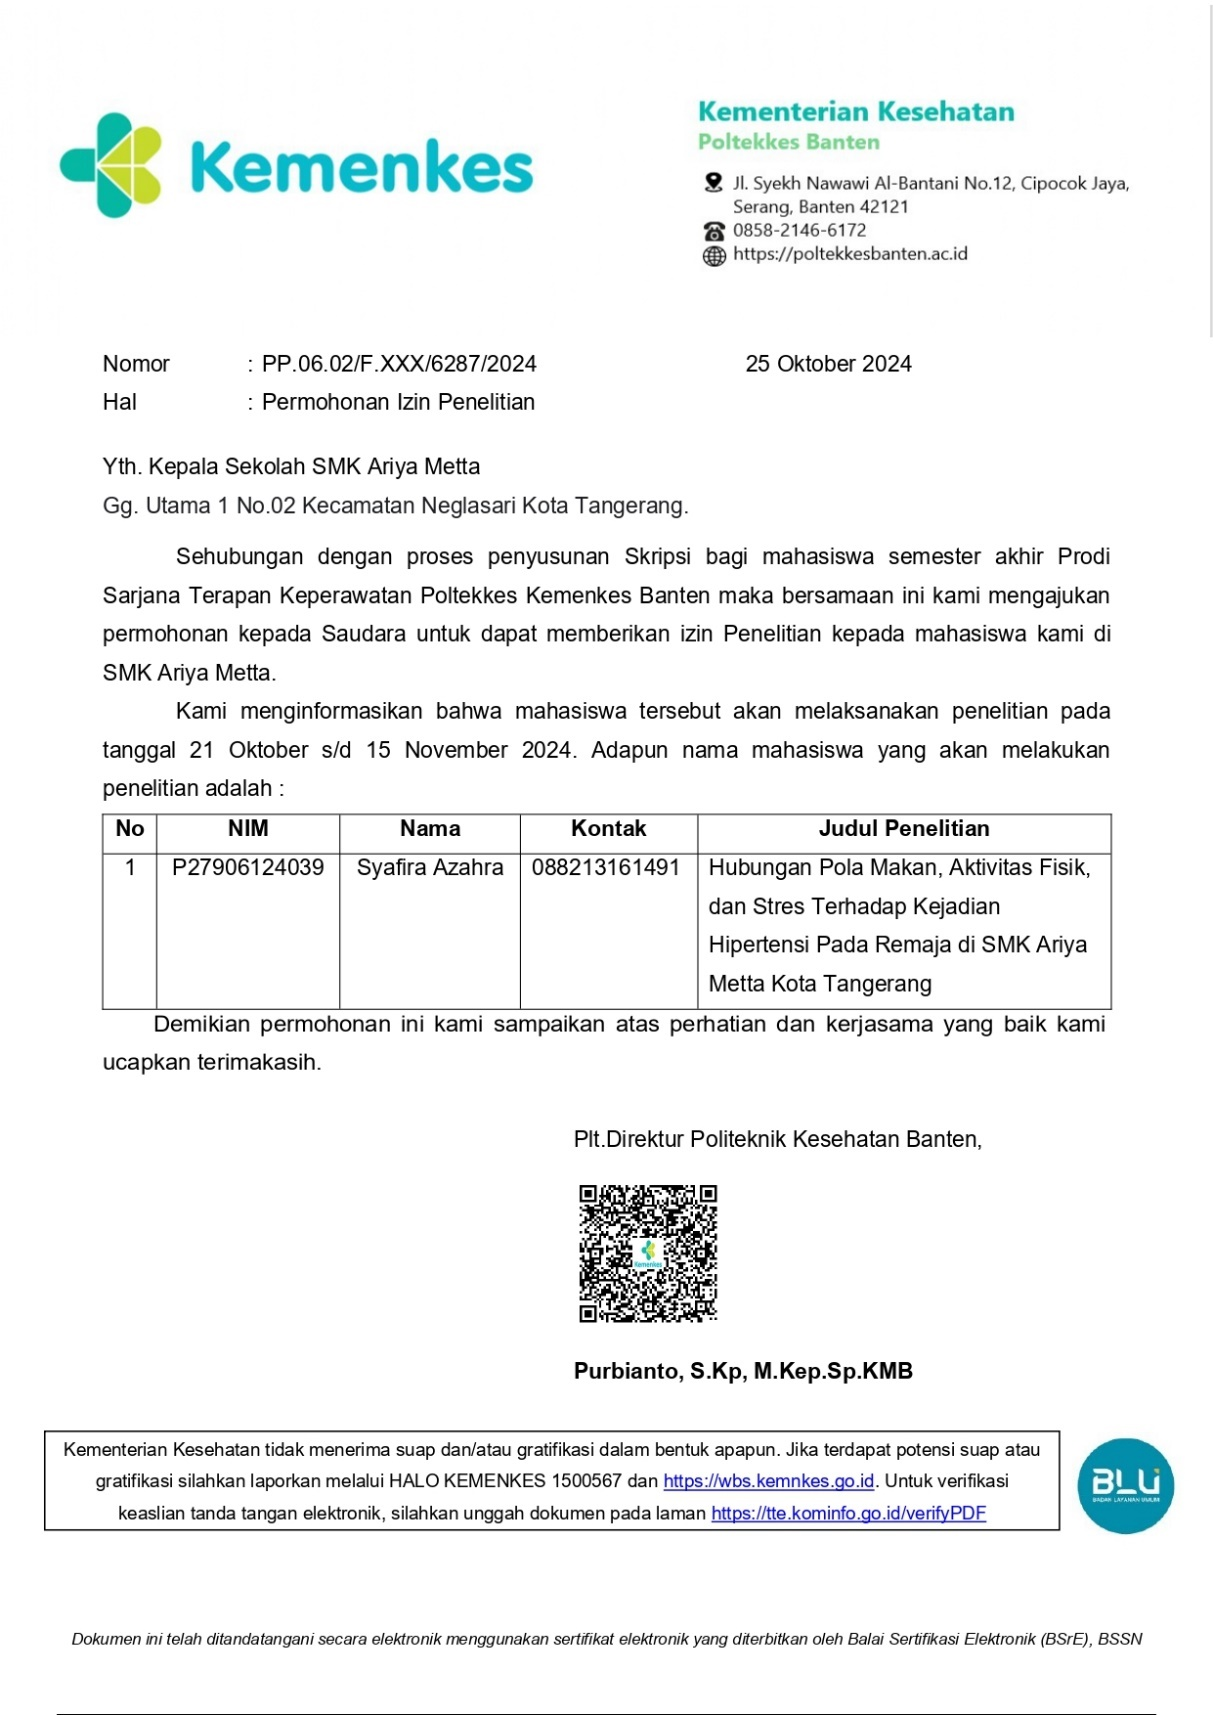 Kemenkes
Kementerian Kesehatan
Poltekkes Banten
Jl. Syekh Nawawi Al-Bantani No.12, Cipocok Jaya,
Serang, Banten 42121
0858-2146-6172
https://poltekkesbanten.ac.id
Nomor : PP.06.02/F.XXX/6287/2024 25 Oktober 2024
Hal : Permohonan Izin Penelitian
Yth. Kepala Sekolah SMK Ariya Metta
Gg. Utama 1 No.02 Kecamatan Neglasari Kota Tangerang.
Sehubungan dengan proses penyusunan Skripsi bagi mahasiswa semester akhir Prodi
Sarjana Terapan Keperawatan Poltekkes Kemenkes Banten maka bersamaan ini kami mengajukan
permohonan kepada Saudara untuk dapat memberikan izin Penelitian kepada mahasiswa kami di
SMK Ariya Metta.
Kami menginformasikan bahwa mahasiswa tersebut akan melaksanakan penelitian pada
tanggal 21 Oktober s/d 15 November 2024. Adapun nama mahasiswa yang akan melakukan
penelitian adalah :
No NIM Nama Kontak Judul Penelitian
1 P27906124039 Syafira Azahra 088213161491 Hubungan Pola Makan, Aktivitas Fisik,
dan Stres Terhadap Kejadian
Hipertensi Pada Remaja di SMK Ariya
Metta Kota Tangerang
Demikian permohonan ini kami sampaikan atas perhatian dan kerjasama yang baik kami
ucapkan terimakasih.
Plt.Direktur Politeknik Kesehatan Banten,
Kemenkes
Purbianto, S.Kp, M.Kep.Sp.KMB
Kementerian Kesehatan tidak menerima suap dan/atau gratifikasi dalam bentuk apapun. Jika terdapat potensi suap atau
gratifikasi silahkan laporkan melalui HALO KEMENKES 1500567 dan https://wbs.kemnkes.go.id. Untuk verifikasi
keaslian tanda tangan elektronik, silahkan unggah dokumen pada laman https://tte.kominfo.go.id/verifyPDF
BLU
BADAN LAYANAN UMUM
Dokumen ini telah ditandatangani secara elektronik menggunakan sertifikat elektronik yang diterbitkan oleh Balai Sertifikasi Elektronik (BSrE), BSSN